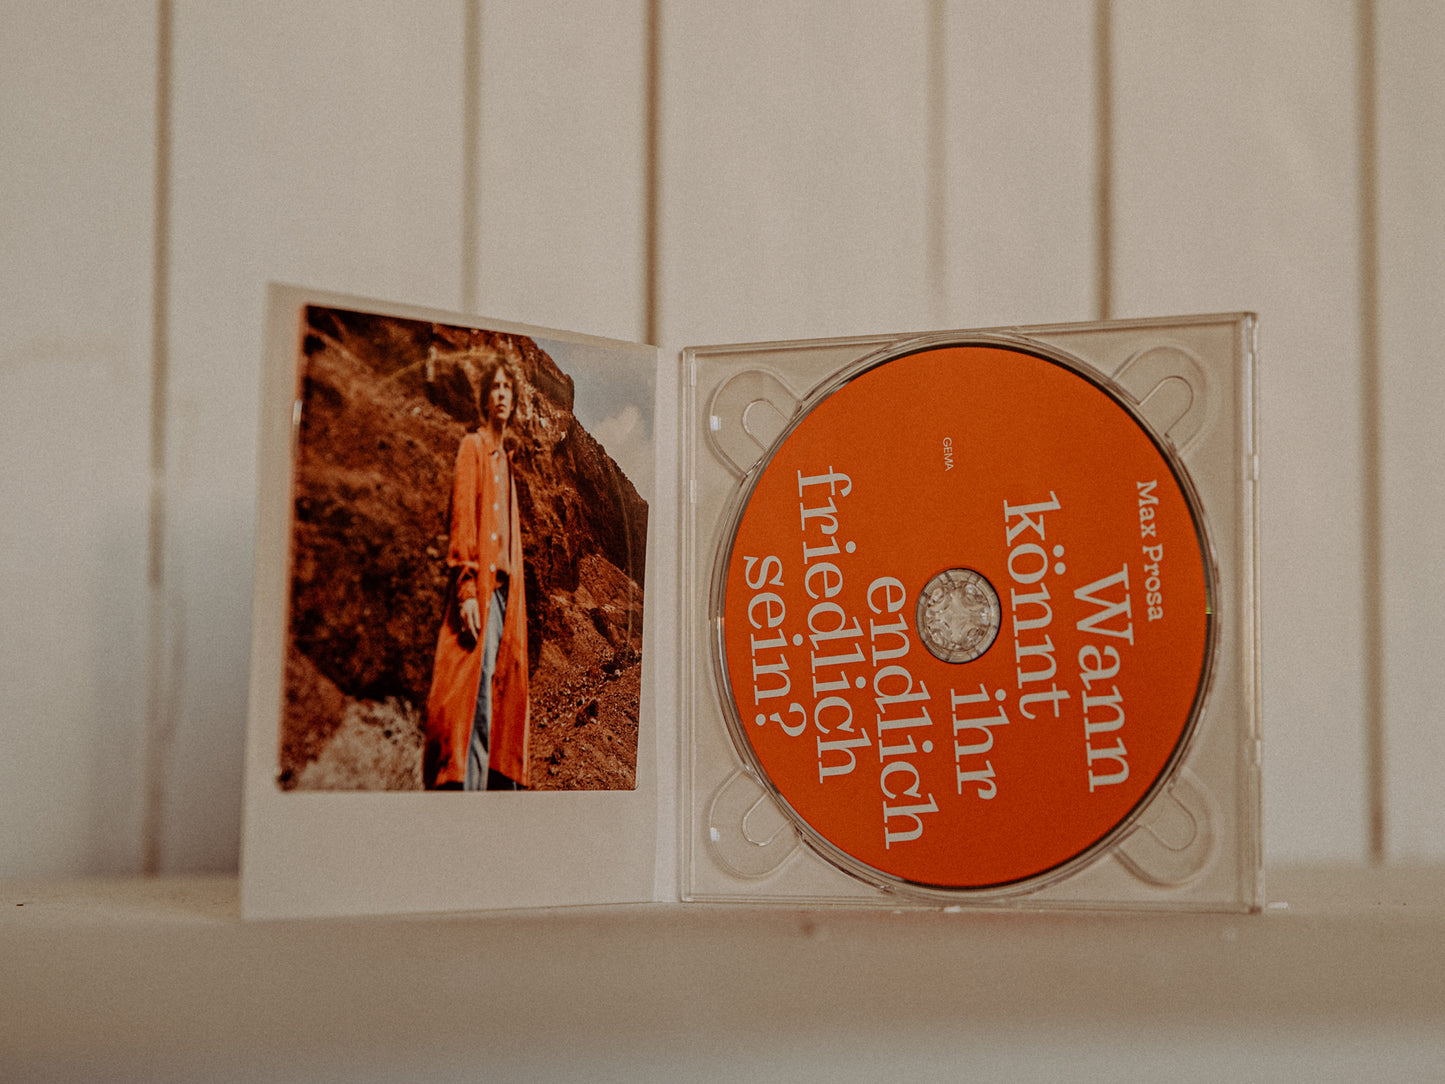 Max Prosa
Wann
könnt
ihr
endlich
friedlich
sein?
GEMA